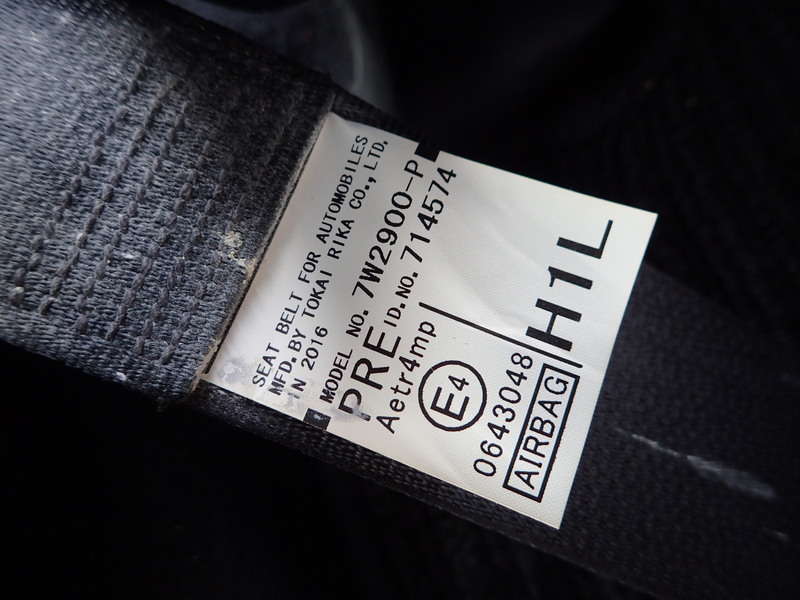 SEAT BELT FOR AUTOMOBILES
MFD.BY TOKAI RIKA CO.,LTD.
IN 2016
MODEL NO. 7W2900-P
PRE ID.NO. 714574
Aetr4mp
E4
0643048
AIRBAG
H1L